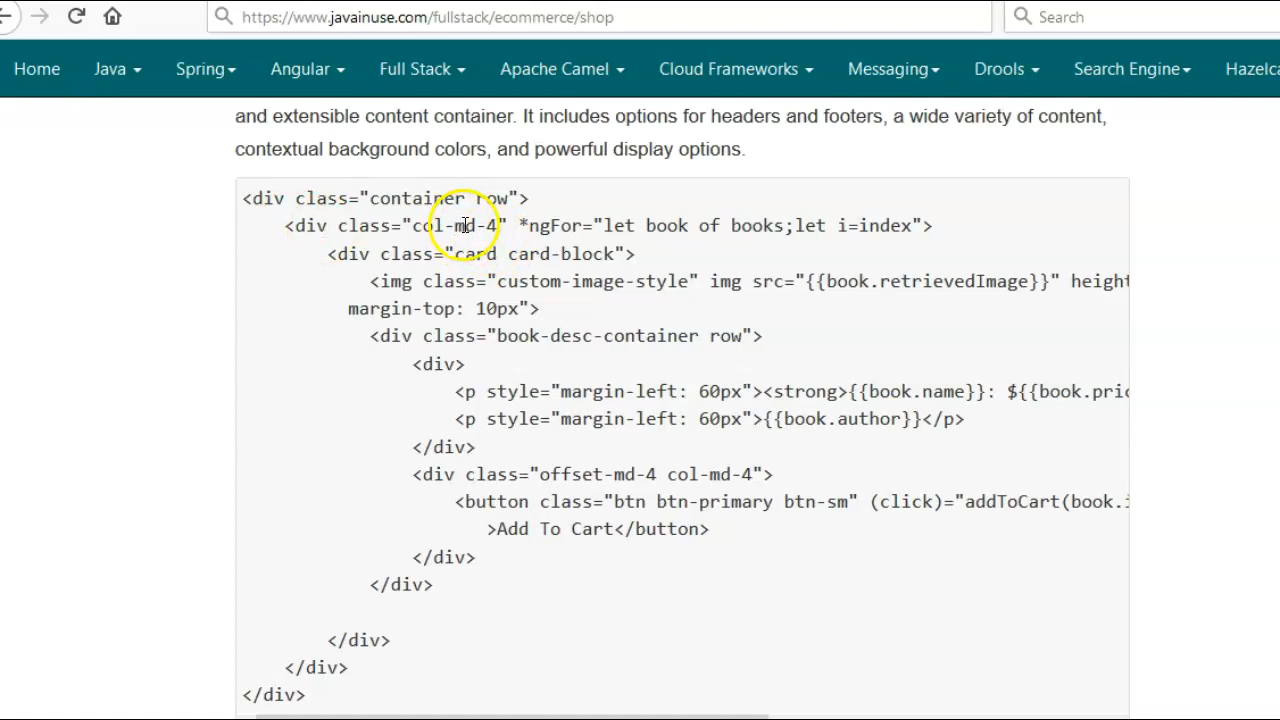 https://www.javainuse.com/fullstack/ecommerce/shop
Search
Home Java Spring Angular Full Stack Apache Camel Cloud Frameworks Messaging Drools Search Engine Hazelca
and extensible content container. It includes options for headers and footers, a wide variety of content,
contextual background colors, and powerful display options.
<div class="container row">
<div class="col-md-4" *ngFor="let book of books;let i=index">
<div class="card card-block">
<img class="custom-image-style" img src="{{book.retrievedImage}}" height
margin-top: 10px">
<div class="book-desc-container row">
<div>
<p style="margin-left: 60px"><strong>{{book.name}}: ${{book.pric
<p style="margin-left: 60px">{{book.author}}</p>
</div>
<div class="offset-md-4 col-md-4">
<button class="btn btn-primary btn-sm" (click)="addToCart(book.i
>Add To Cart</button>
</div>
</div>
</div>
</div>
</div>